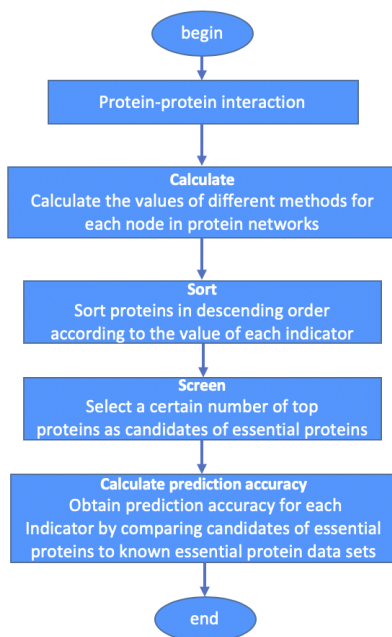 begin
Protein-protein interaction
Calculate
Calculate the values of different methods for
each node in protein networks
Sort
Sort proteins in descending order
according to the value of each indicator
Screen
Select a certain number of top
proteins as candidates of essential proteins
Calculate prediction accuracy
Obtain prediction accuracy for each
Indicator by comparing candidates of essential
proteins to known essential protein data sets
end